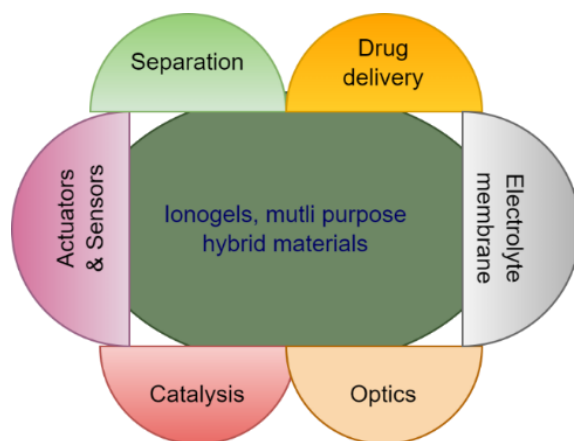 Separation
Drug
delivery
Actuators
& Sensors
Ionogels, mutli purpose
hybrid materials
Electrolyte
membrane
Catalysis
Optics